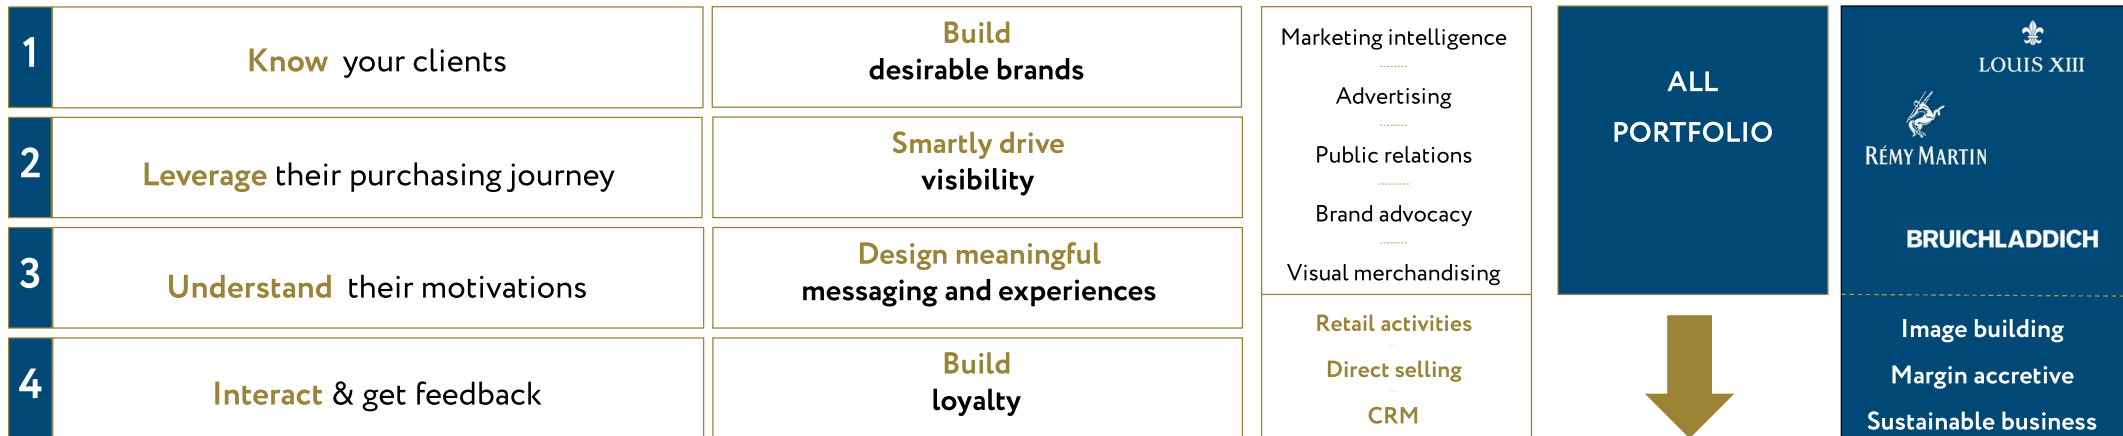 1
Know your clients
Build
desirable brands
2
Leverage their purchasing journey
Smartly drive
visibility
3
Understand their motivations
Design meaningful
messaging and experiences
4
Interact & get feedback
Build
loyalty
Marketing intelligence
Advertising
Public relations
Brand advocacy
Visual merchandising
Retail activities
Direct selling
CRM
ALL
PORTFOLIO
LOUIS XIII
RÉMY MARTIN
BRUICHLADDICH
Image building
Margin accretive
Sustainable business